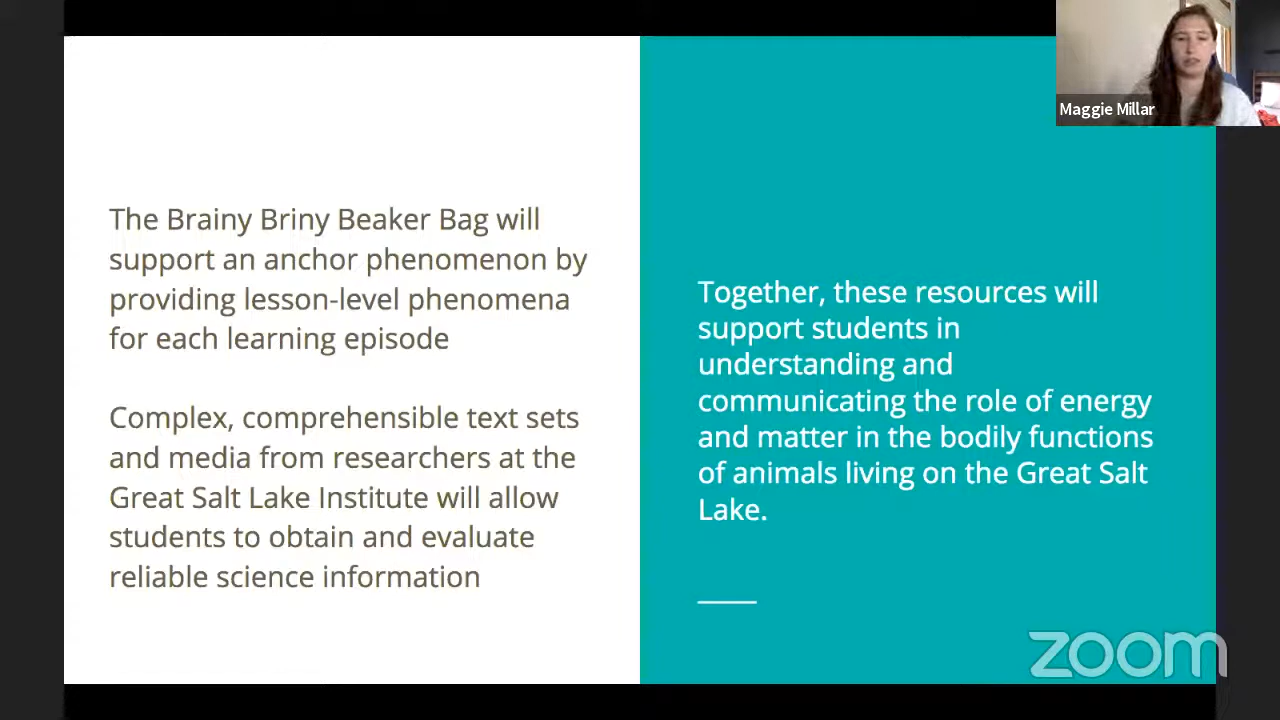 The Brainy Briny Beaker Bag will
support an anchor phenomenon by
providing lesson-level phenomena
for each learning episode
Complex, comprehensible text sets
and media from researchers at the
Great Salt Lake Institute will allow
students to obtain and evaluate
reliable science information
Together, these resources will
support students in
understanding and
communicating the role of energy
and matter in the bodily functions
of animals living on the Great Salt
Lake.
Maggie Millar
zoom